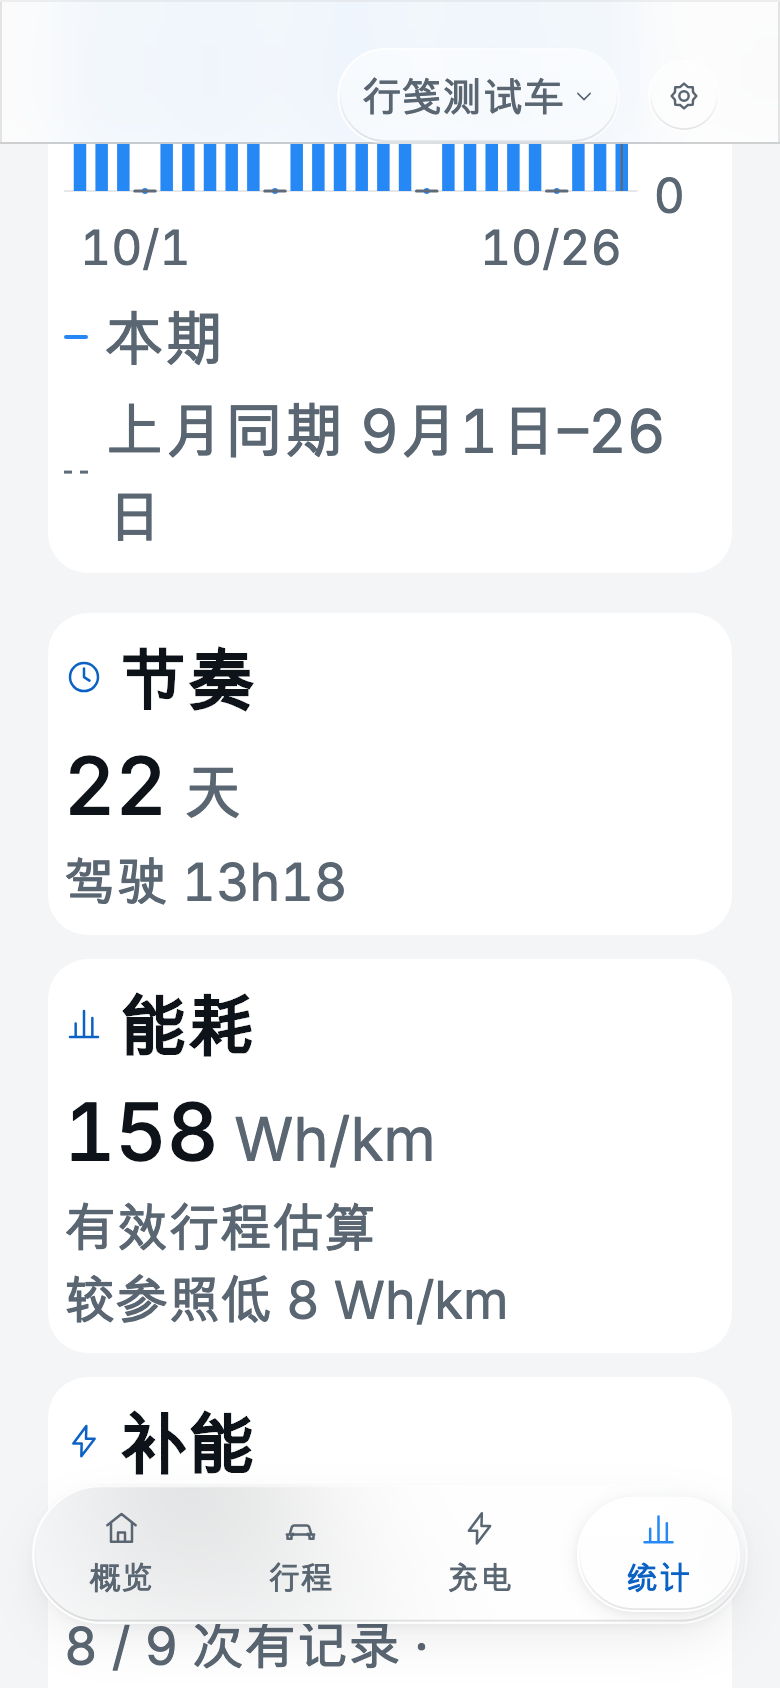 行笺测试车
0
10/1 10/26
本期
上月同期 9月1日–26
日
节奏
22 天
驾驶 13h18
能耗
158 Wh/km
有效行程估算
较参照低 8 Wh/km
补能
概览 行程 充电 统计
8 / 9 次有记录 ·